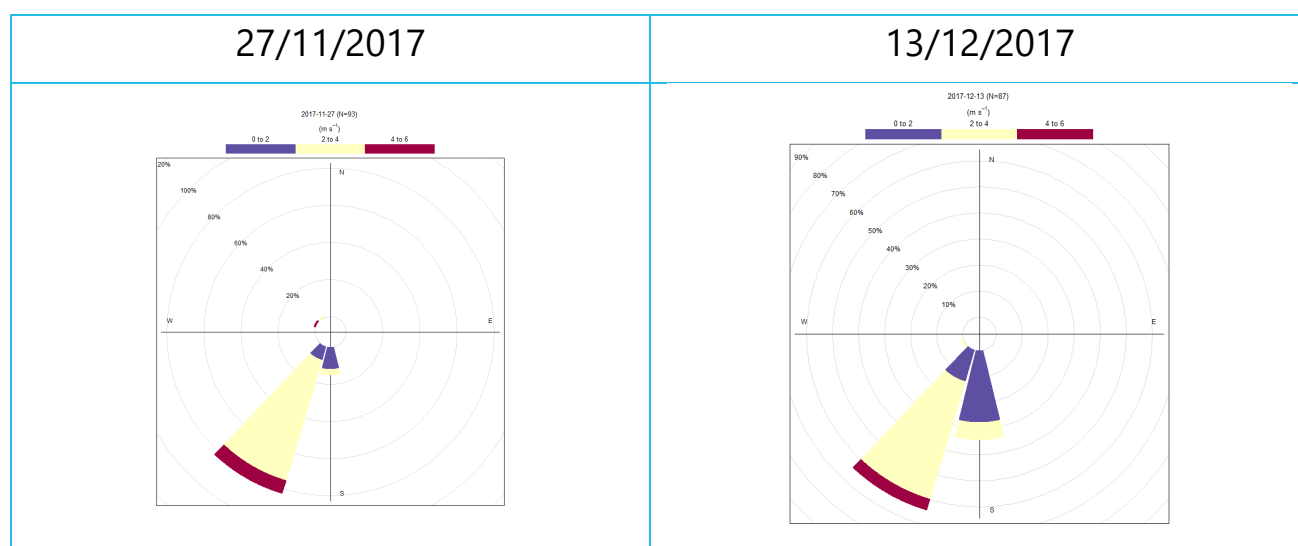 27/11/2017
13/12/2017
2017-11-27 (N=93)
(m s⁻¹)
0 to 2
2 to 4
4 to 6
20%
100%
80%
60%
40%
20%
N
W
E
S
2017-12-13 (N=87)
(m s⁻¹)
0 to 2
2 to 4
4 to 6
90%
80%
70%
60%
50%
40%
30%
20%
10%
N
W
E
S